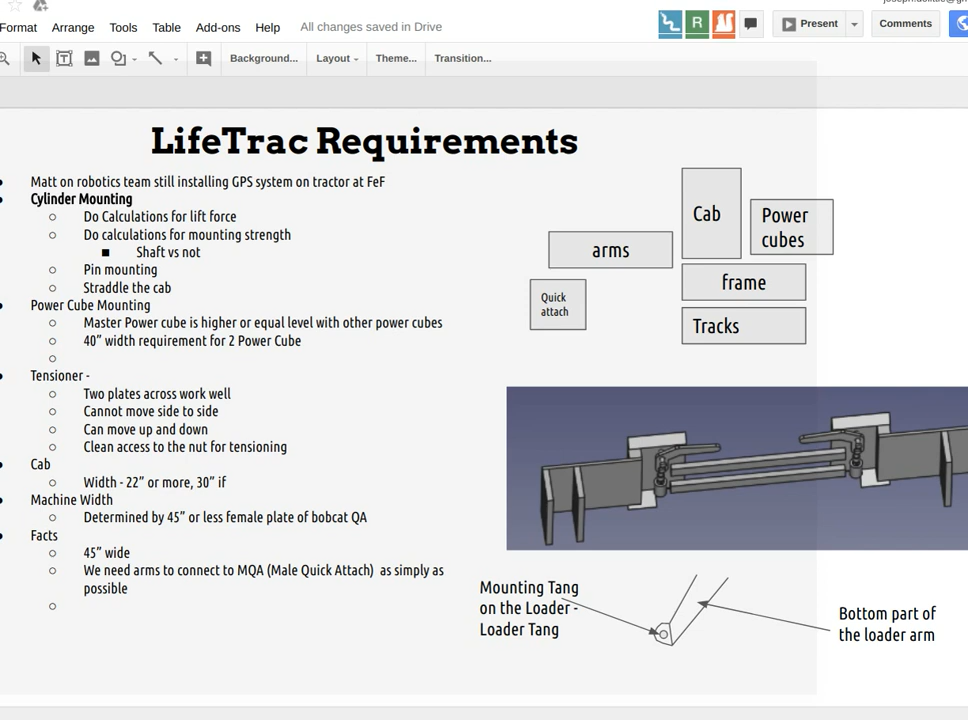 Format Arrange Tools Table Add-ons Help All changes saved in Drive
R Present Comments
Background... Layout Theme... Transition...
LifeTrac Requirements
Matt on robotics team still installing GPS system on tractor at FeF
Cylinder Mounting
Do Calculations for lift force
Do calculations for mounting strength
Shaft vs not
Pin mounting
Straddle the cab
Power Cube Mounting
Master Power cube is higher or equal level with other power cubes
40” width requirement for 2 Power Cube
Tensioner -
Two plates across work well
Cannot move side to side
Can move up and down
Clean access to the nut for tensioning
Cab
Width - 22” or more, 30” if
Machine Width
Determined by 45” or less female plate of bobcat QA
Facts
45” wide
We need arms to connect to MQA (Male Quick Attach) as simply as
possible
Cab
Power
cubes
arms
frame
Quick
attach
Tracks
Mounting Tang
on the Loader -
Loader Tang
Bottom part of
the loader arm